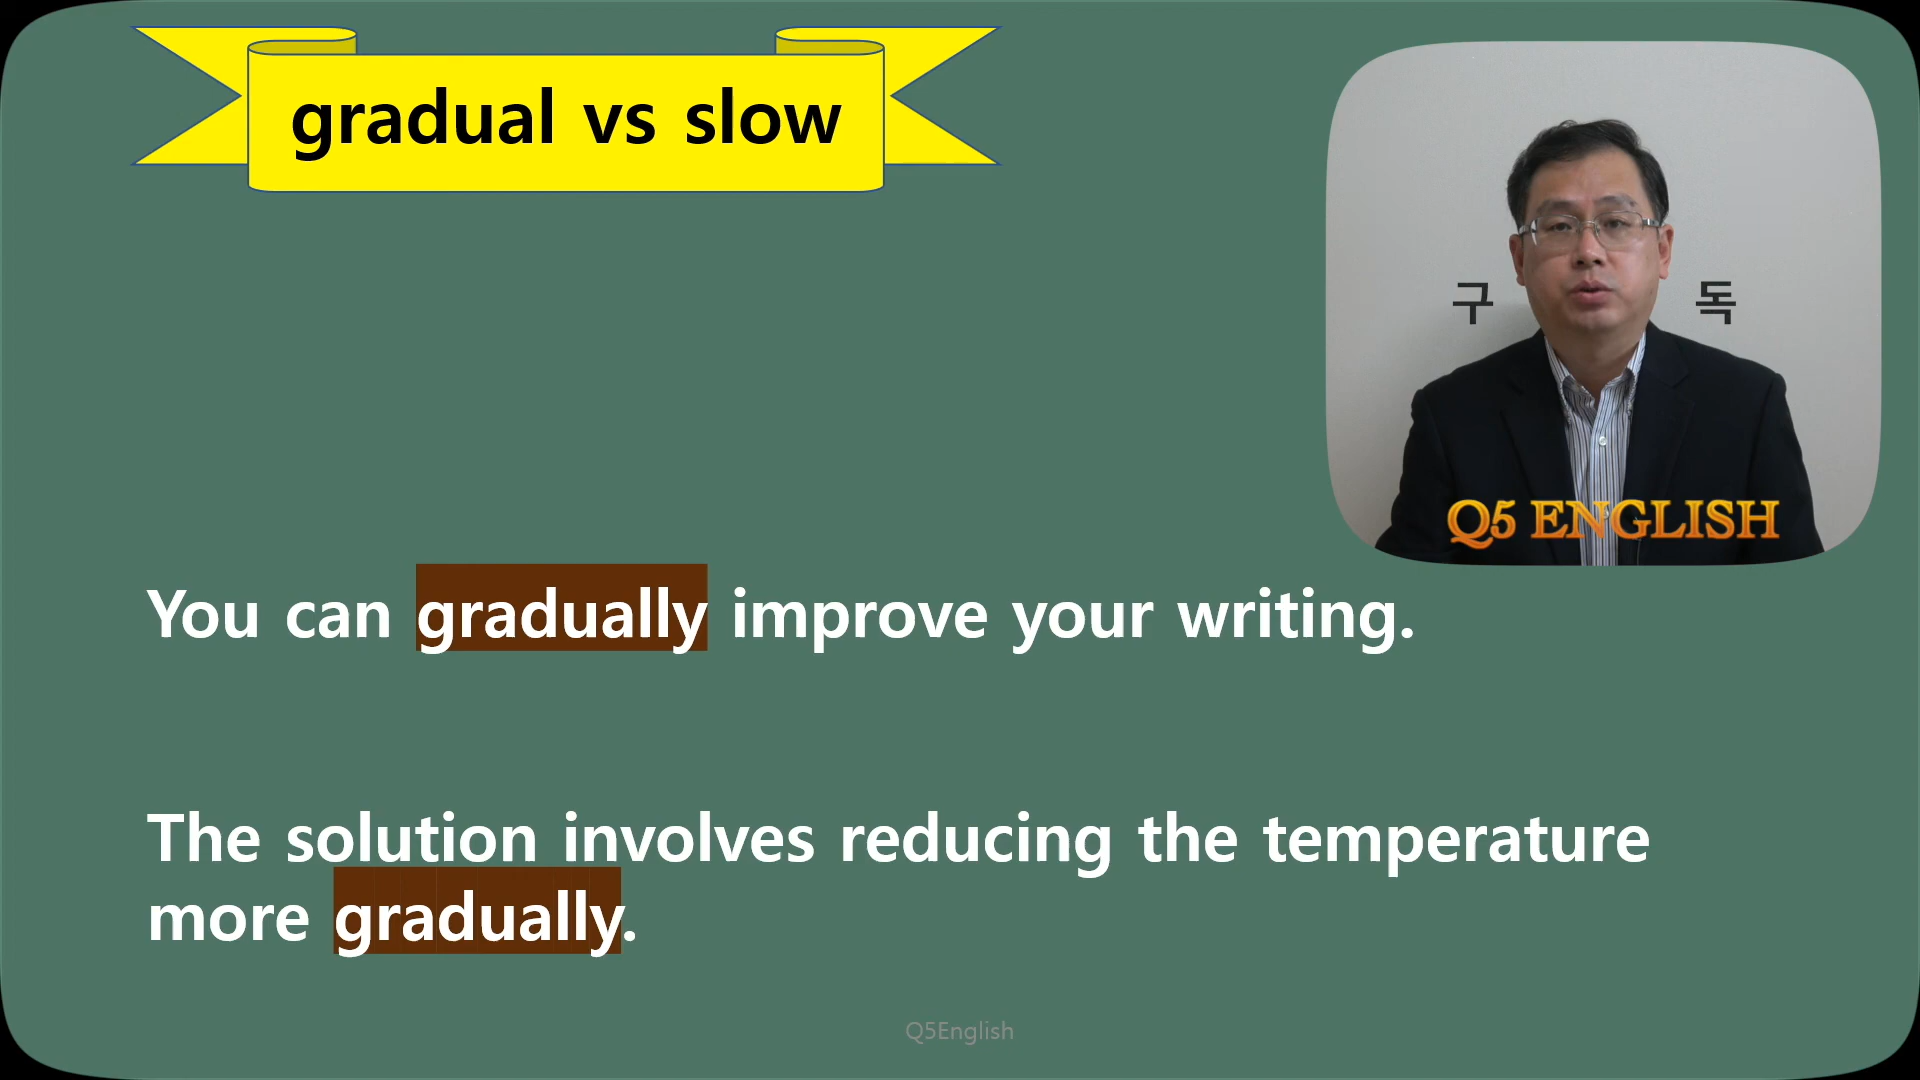 gradual vs slow
구 독
Q5 ENGLISH
You can gradually improve your writing.
The solution involves reducing the temperature
more gradually.
Q5English